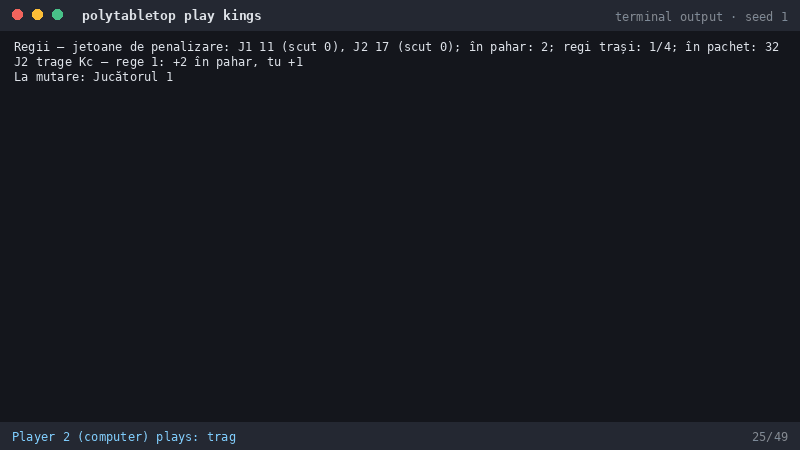 polytabletop play kings
terminal output · seed 1
Regii — jetoane de penalizare: J1 11 (scut 0), J2 17 (scut 0); în pahar: 2; regi trași: 1/4; în pachet: 32
J2 trage Kc — rege 1: +2 în pahar, tu +1
La mutare: Jucătorul 1
Player 2 (computer) plays: trag
25/49